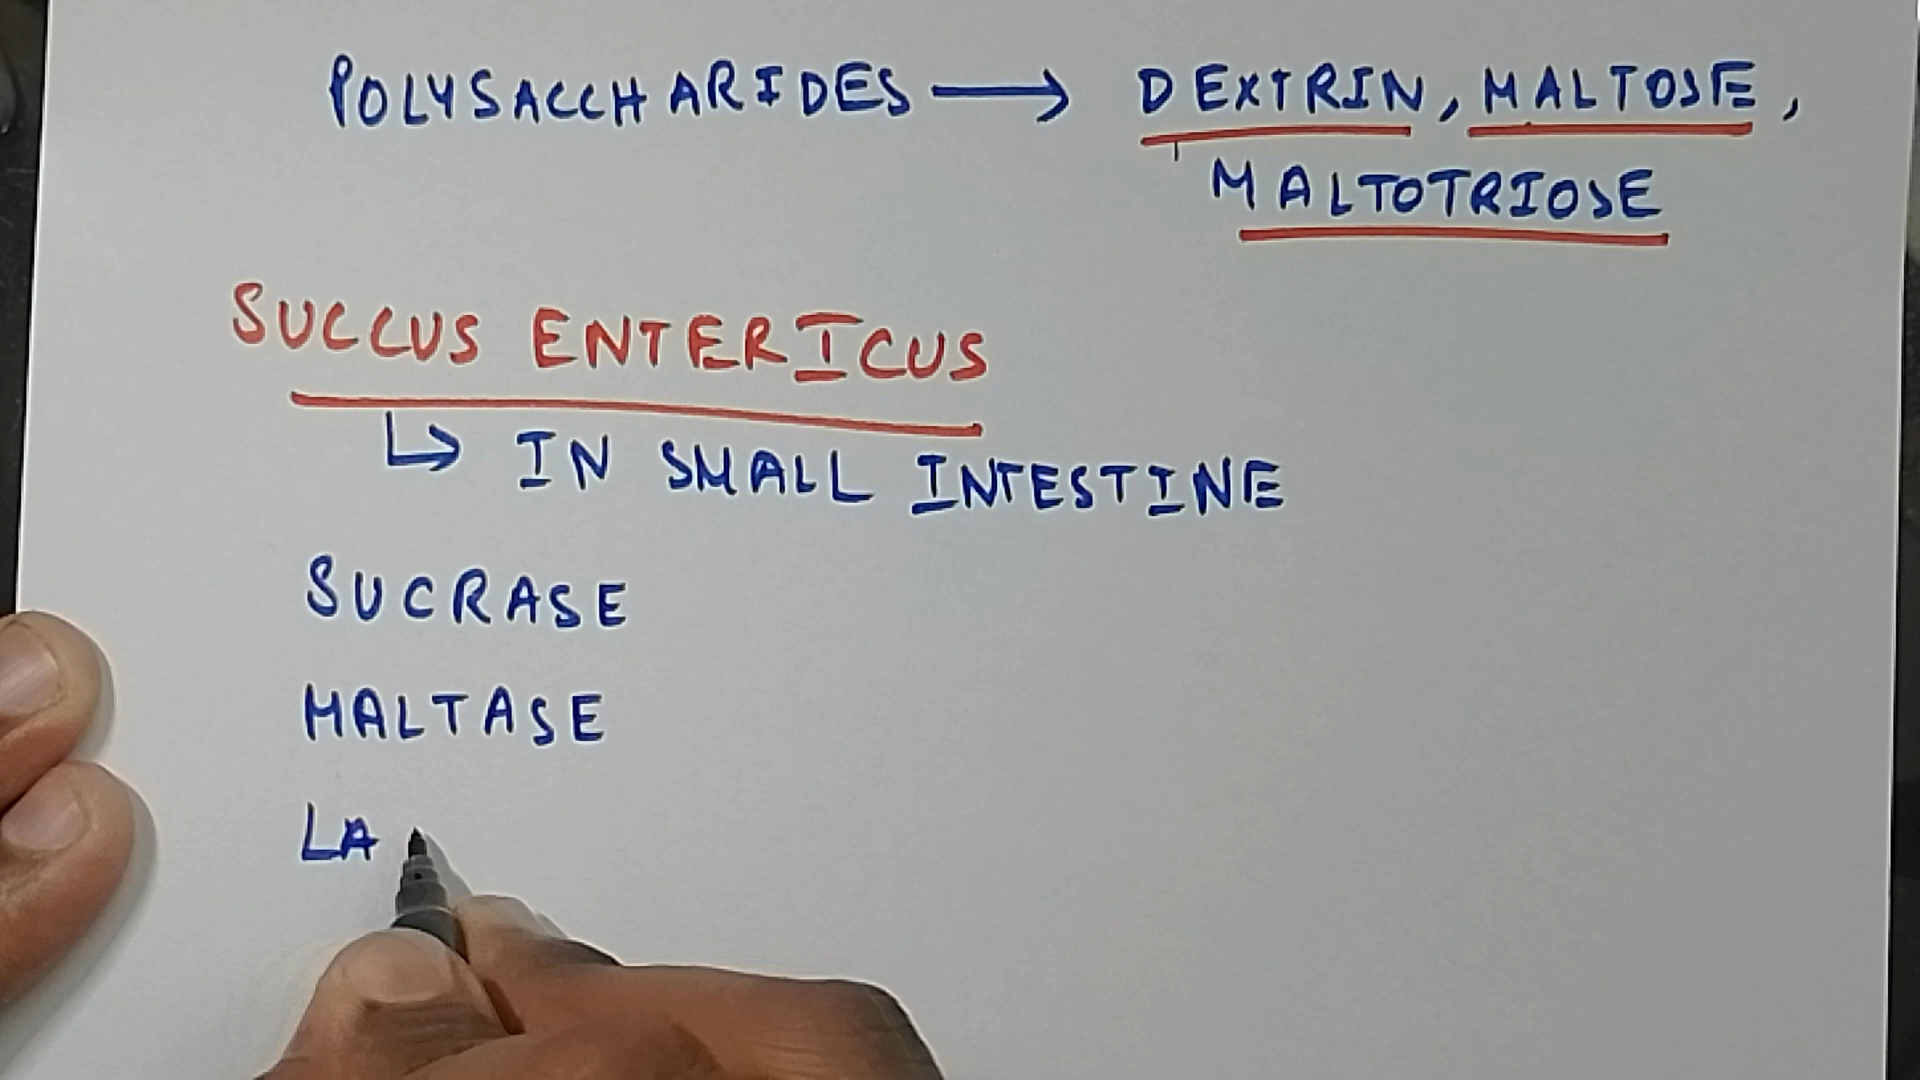 POLYSACCHARIDES → DEXTRIN, MALTOSE,
MALTOTRIOSE
SUCCUS ENTERICUS
↳ IN SMALL INTESTINE
SUCRASE
MALTASE
LA